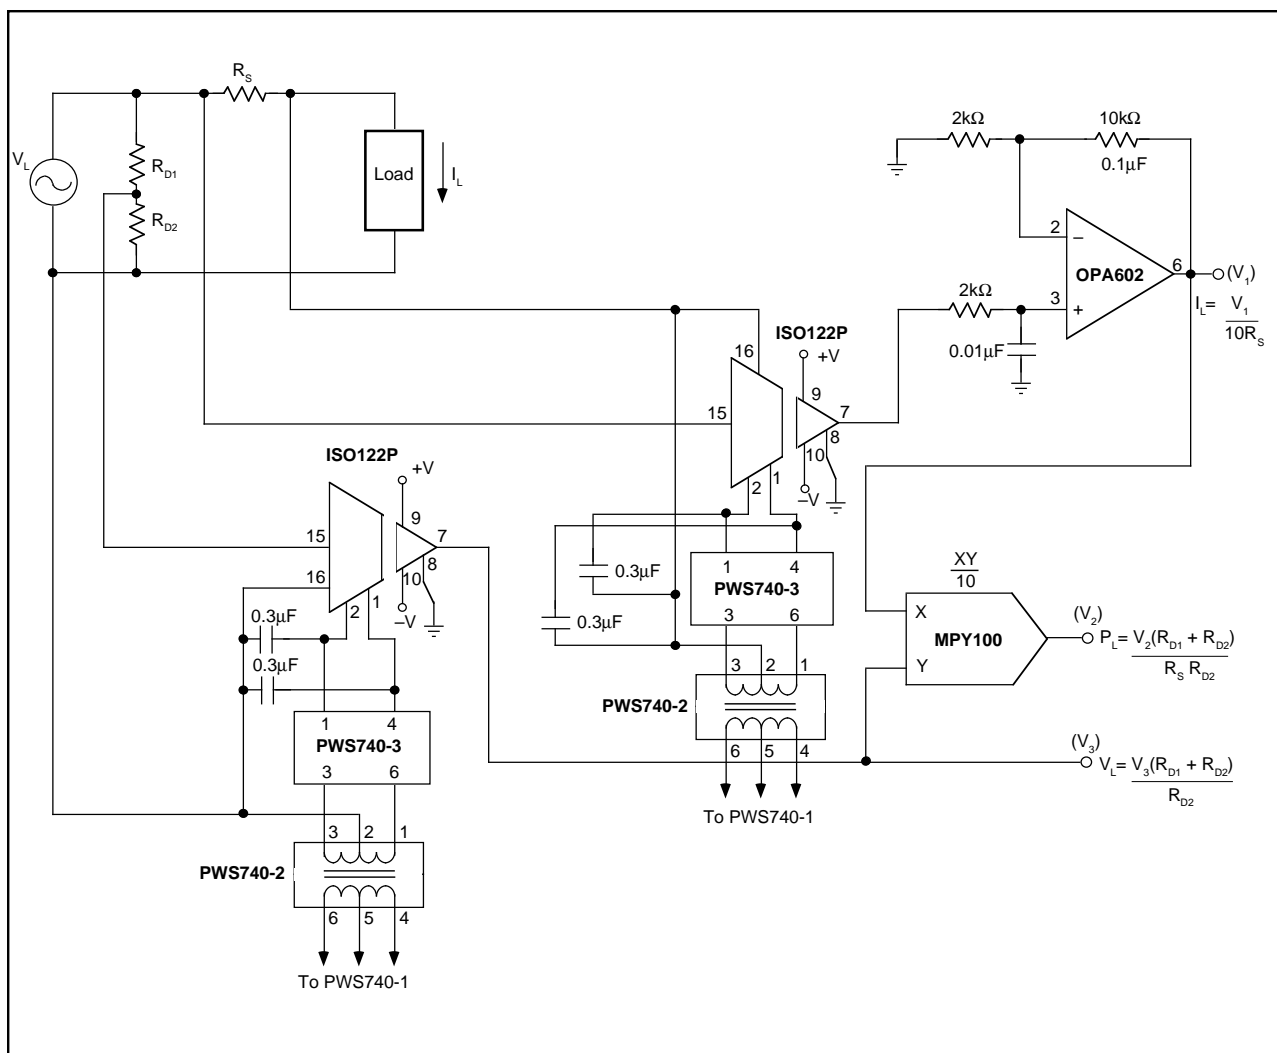 R_S
V_L
R_D1
R_D2
Load
I_L
2kΩ
10kΩ
0.1µF
2
–
OPA602
6
(V_1)
3
+
2kΩ
0.01µF
I_L= V_1
10R_S
ISO122P
+V
16
9
15
7
8
10
–V
2
1
ISO122P
+V
9
15
7
8
16
10
–V
2
1
0.3µF
0.3µF
1
4
PWS740-3
3
6
0.3µF
0.3µF
1
4
PWS740-3
3
6
3
2
1
PWS740-2
6
5
4
To PWS740-1
3
2
1
PWS740-2
6
5
4
To PWS740-1
XY
10
X
MPY100
Y
(V_2)
P_L= V_2(R_D1 + R_D2)
R_S R_D2
(V_3)
V_L= V_3(R_D1 + R_D2)
R_D2